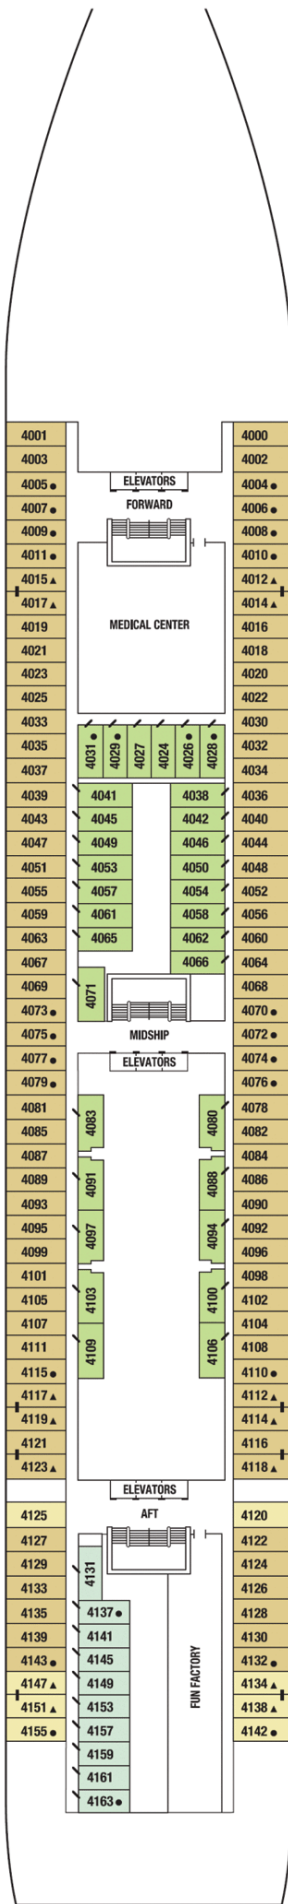 4001 4000
4003 4002
4005 ● ELEVATORS 4004 ●
4007 ● FORWARD 4006 ●
4009 ● 4008 ●
4011 ● 4010 ●
4015 ▲ 4012 ▲
4017 ▲ 4014 ▲
4019 MEDICAL CENTER 4016
4021 4018
4023 4020
4025 4022
4033 4030
4035 4031 ● 4029 ● 4027 4024 4026 ● 4028 ● 4032
4037 4034
4039 4041 4038 4036
4043 4045 4042 4040
4047 4049 4046 4044
4051 4053 4050 4048
4055 4057 4054 4052
4059 4061 4058 4056
4063 4065 4062 4060
4067 4066 4064
4069 4071 4068
4073 ● 4070 ●
4075 ● MIDSHIP 4072 ●
4077 ● ELEVATORS 4074 ●
4079 ● 4076 ●
4081 4083 4080 4078
4085 4082
4087 4084
4089 4091 4088 4086
4093 4090
4095 4097 4094 4092
4099 4096
4101 4098
4105 4103 4100 4102
4107 4104
4111 4109 4106 4108
4115 ● 4110 ●
4117 ▲ 4112 ▲
4119 ▲ 4114 ▲
4121 4116
4123 ▲ 4118 ▲
ELEVATORS
4125 AFT 4120
4127 4122
4129 4131 4124
4133 4126
4135 4137 ● 4128
4139 4141 4130
4143 ● 4145 4132 ●
4147 ▲ 4149 FUN FACTORY 4134 ▲
4151 ▲ 4153 4138 ▲
4155 ● 4157 4142 ●
4159
4161
4163 ●